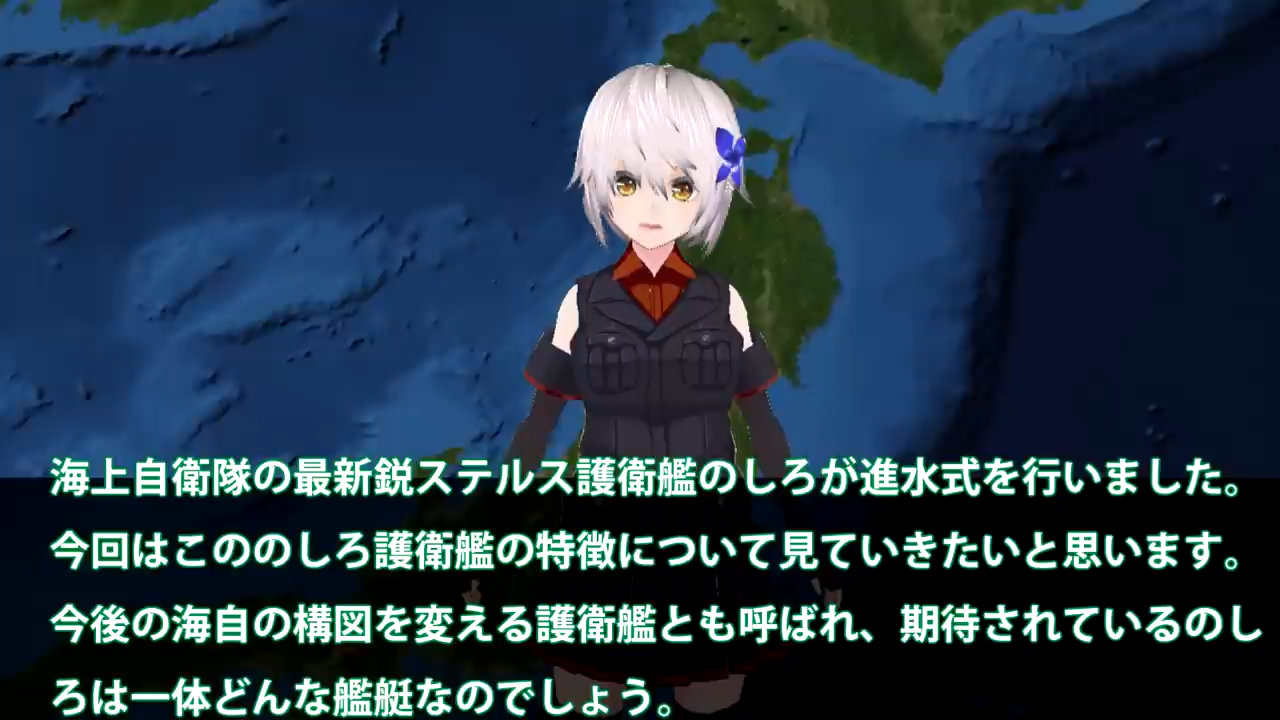 海上自衛隊の最新鋭ステルス護衛艦のしろが進水式を行いました。
今回はこののしろ護衛艦の特徴について見ていきたいと思います。
今後の海自の構図を変える護衛艦とも呼ばれ、期待されているのし
ろは一体どんな艦艇なのでしょう。